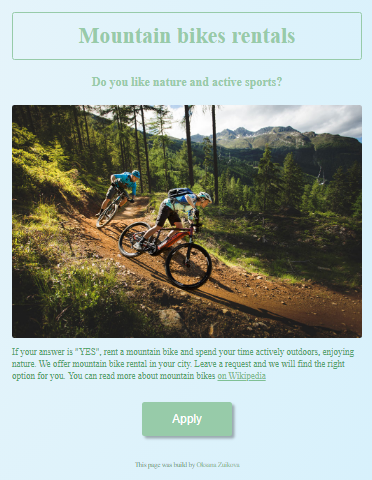 Mountain bikes rentals
Do you like nature and active sports?
If your answer is "YES", rent a mountain bike and spend your time actively outdoors, enjoying
nature. We offer mountain bike rental in your city. Leave a request and we will find the right
option for you. You can read more about mountain bikes on Wikipedia
Apply
This page was build by Oksana Zuikova